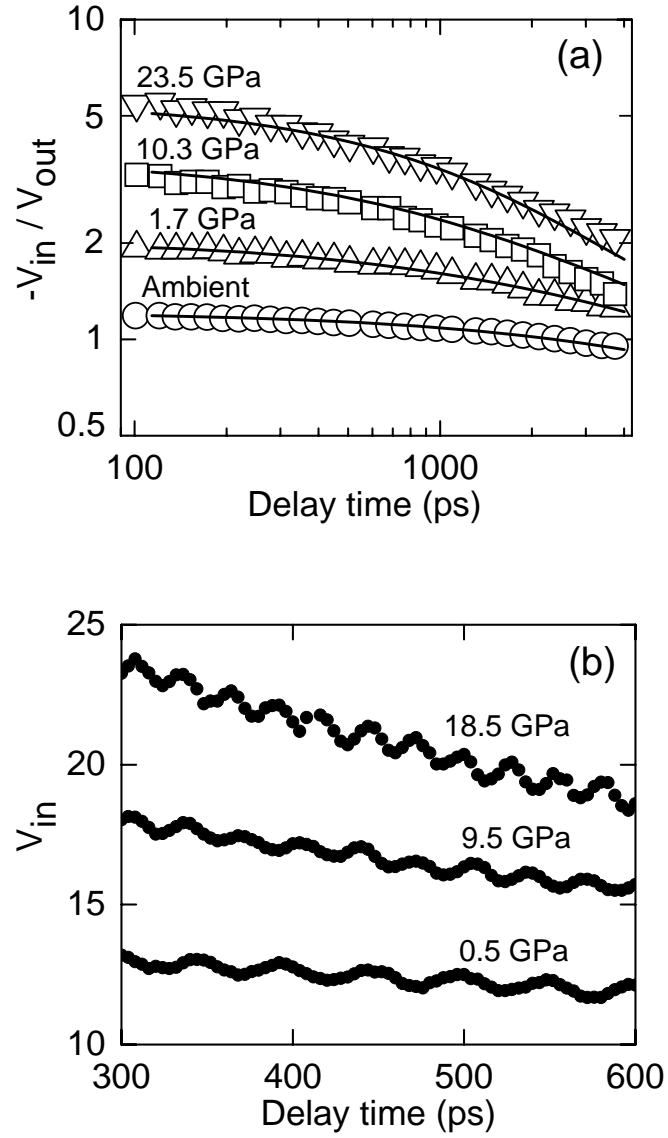 10
(a)
23.5 GPa
5
10.3 GPa
-V_in / V_out
2
1.7 GPa
Ambient
1
0.5
100
1000
Delay time (ps)
25
(b)
18.5 GPa
20
V_in
9.5 GPa
15
0.5 GPa
10
300
400
500
600
Delay time (ps)